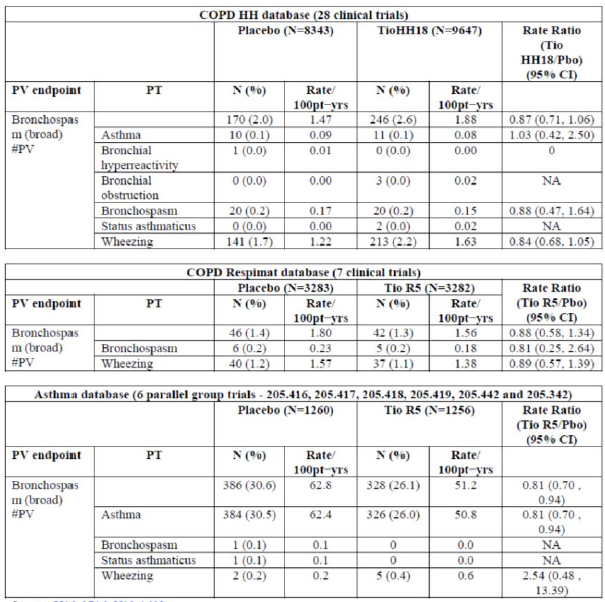 COPD HH database (28 clinical trials)
Placebo (N=8343) TioHH18 (N=9647) Rate Ratio
(Tio
HH18/Pbo)
(95% CI)
PV endpoint PT N (%) Rate/ N (%) Rate/
100pt-yrs 100pt-yrs
Bronchospas 170 (2.0) 1.47 246 (2.6) 1.88 0.87 (0.71, 1.06)
m (broad) Asthma 10 (0.1) 0.09 11 (0.1) 0.08 1.03 (0.42, 2.50)
#PV Bronchial 1 (0.0) 0.01 0 (0.0) 0.00 0
hyperreactivity
Bronchial 0 (0.0) 0.00 3 (0.0) 0.02 NA
obstruction
Bronchospasm 20 (0.2) 0.17 20 (0.2) 0.15 0.88 (0.47, 1.64)
Status asthmaticus 0 (0.0) 0.00 2 (0.0) 0.02 NA
Wheezing 141 (1.7) 1.22 213 (2.2) 1.63 0.84 (0.68, 1.05)
COPD Respimat database (7 clinical trials)
Placebo (N=3283) Tio R5 (N=3282) Rate Ratio
PV endpoint PT N (%) Rate/ N (%) Rate/ (Tio R5/Pbo)
100pt-yrs 100pt-yrs (95% CI)
Bronchospas 46 (1.4) 1.80 42 (1.3) 1.56 0.88 (0.58, 1.34)
m (broad) Bronchospasm 6 (0.2) 0.23 5 (0.2) 0.18 0.81 (0.25, 2.64)
#PV Wheezing 40 (1.2) 1.57 37 (1.1) 1.38 0.89 (0.57, 1.39)
Asthma database (6 parallel group trials - 205.416, 205.417, 205.418, 205.419, 205.442 and 205.342)
Placebo (N=1260) Tio R5 (N=1256) Rate Ratio
(Tio R5/Pbo)
(95% CI)
PV endpoint PT N (%) Rate/ N (%) Rate/
100pt-yrs 100pt-yrs
Bronchospas 386 (30.6) 62.8 328 (26.1) 51.2 0.81 (0.70 ,
m (broad) 0.94)
#PV Asthma 384 (30.5) 62.4 326 (26.0) 50.8 0.81 (0.70 ,
0.94)
Bronchospasm 1 (0.1) 0.1 0 0.0 NA
Status asthmaticus 1 (0.1) 0.1 0 0.0 NA
Wheezing 2 (0.2) 0.2 5 (0.4) 0.6 2.54 (0.48 ,
13.39)